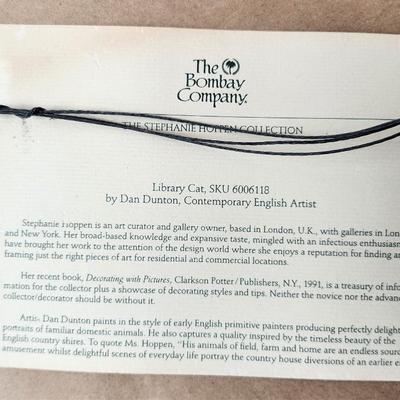 The
Bombay
Company.
THE STEPHANIE HOPPEN COLLECTION
Library Cat, SKU 6006118
by Dan Dunton, Contemporary English Artist
Stephanie Hoppen is an art curator and gallery owner, based in London, U.K., with galleries in Lon
and New York. Her broad-based knowledge and expansive taste, mingled with an infectious enthusiasm
have brought her work to the attention of the design world where she enjoys a reputation for finding a
framing just the right pieces of art for residential and commercial locations.
Her recent book, Decorating with Pictures, Clarkson Potter/Publishers, N.Y., 1991, is a treasury of infor
mation for the collector plus a showcase of decorating styles and tips. Neither the novice nor the advanc
collector/decorator should be without it.
Artist Dan Dunton paints in the style of early English primitive painters producing perfectly delight
portraits of familiar domestic animals. He also captures a quality inspired by the timeless beauty of the
English country shires. To quote Ms. Hoppen, "His animals of field, farm and home are an endless sour
amusement whilst delightful scenes of everyday life portray the country house diversions of an earlier e